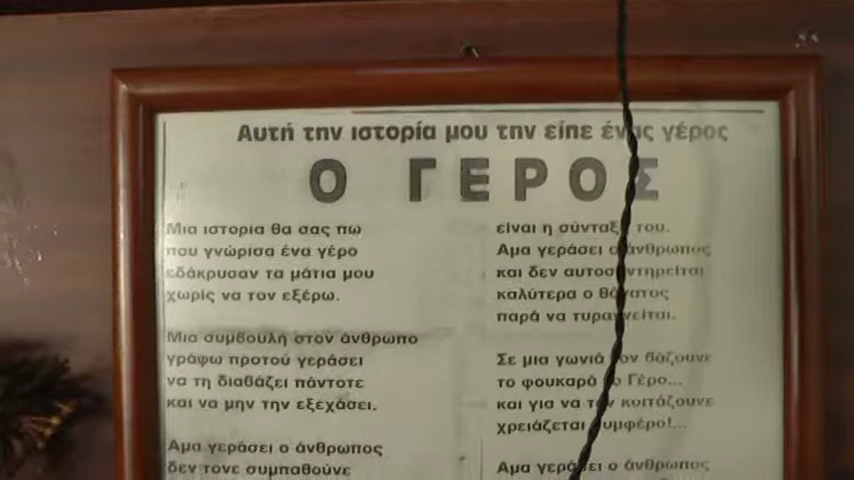 Αυτή την ιστορία μου την είπε ένας γέρος
Ο ΓΕΡΟΣ
Μια ιστορία θα σας πω
που γνώρισα ένα γέρο
εδάκρυσαν τα μάτια μου
χωρίς να τον εξέρω.
Μια συμβουλή στον άνθρωπο
γράφω προτού γεράσει
να τη διαβάζει πάντοτε
και να μην την εξεχάσει.
Αμα γεράσει ο άνθρωπος
δεν τονε συμπαθούνε
είναι η σύνταξη του.
Αμα γεράσει ο άνθρωπος
και δεν αυτοσυντηρείται
καλύτερα ο θάνατος
παρά να τυραννείται.
Σε μια γωνιά τον βάζουνε
το φουκαρά το Γέρο...
και για να τον κοιτάζουνε
χρειάζεται συμφέρο!...
Αμα γεράσει ο άνθρωπος